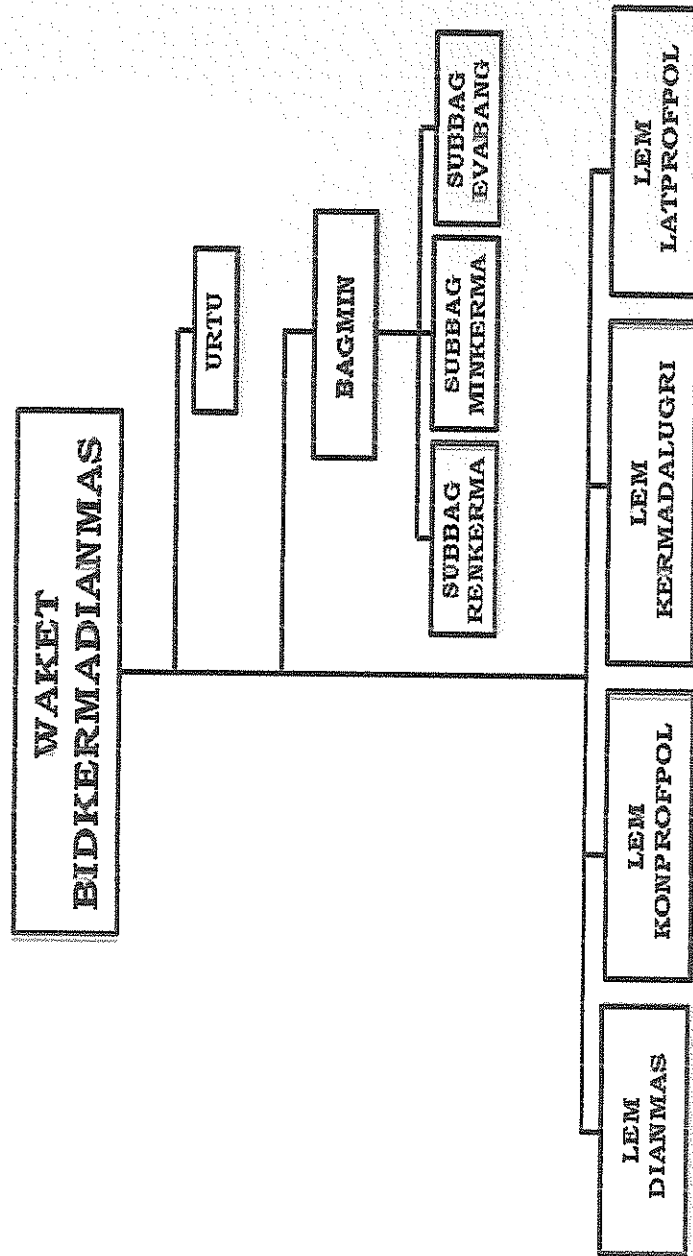 WAKET
BIDKERMADIANMAS
URTU
BAGMIN
SUBBAG
RENKERMA
SUBBAG
MINKERMA
SUBBAG
EVABANG
LEM
DIANMAS
LEM
KONPROFPOL
LEM
KERMADALUGRI
LEM
LATPROFPOL